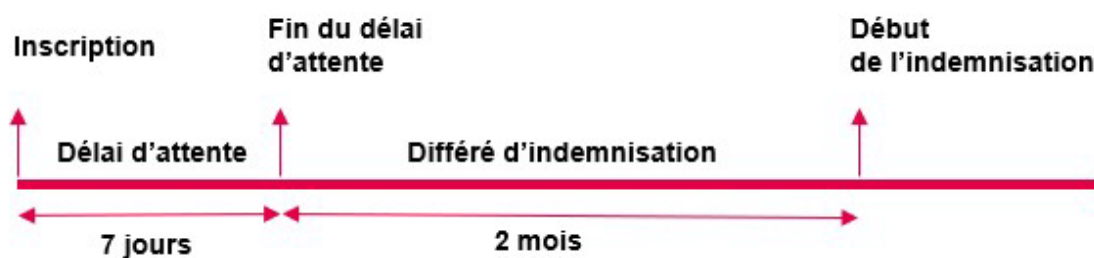 Inscription
Fin du délai
d'attente
Début
de l'indemnisation
Délai d'attente
Différé d'indemnisation
7 jours
2 mois